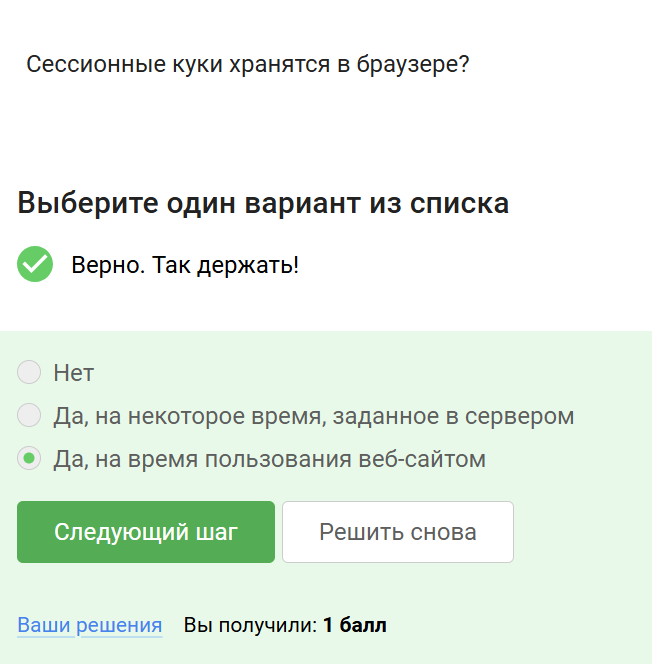 Сессионные куки хранятся в браузере?
Выберите один вариант из списка
Верно. Так держать!
Нет
Да, на некоторое время, заданное в сервером
Да, на время пользования веб-сайтом
Следующий шаг
Решить снова
Ваши решения
Вы получили: 1 балл